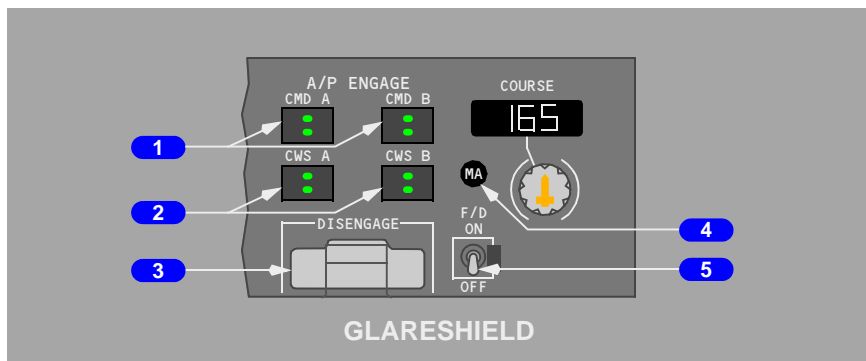 A/P ENGAGE
COURSE
CMD A
CMD B
165
1
CWS A
CWS B
MA
2
F/D
ON
DISENGAGE
4
3
5
OFF
GLARESHIELD